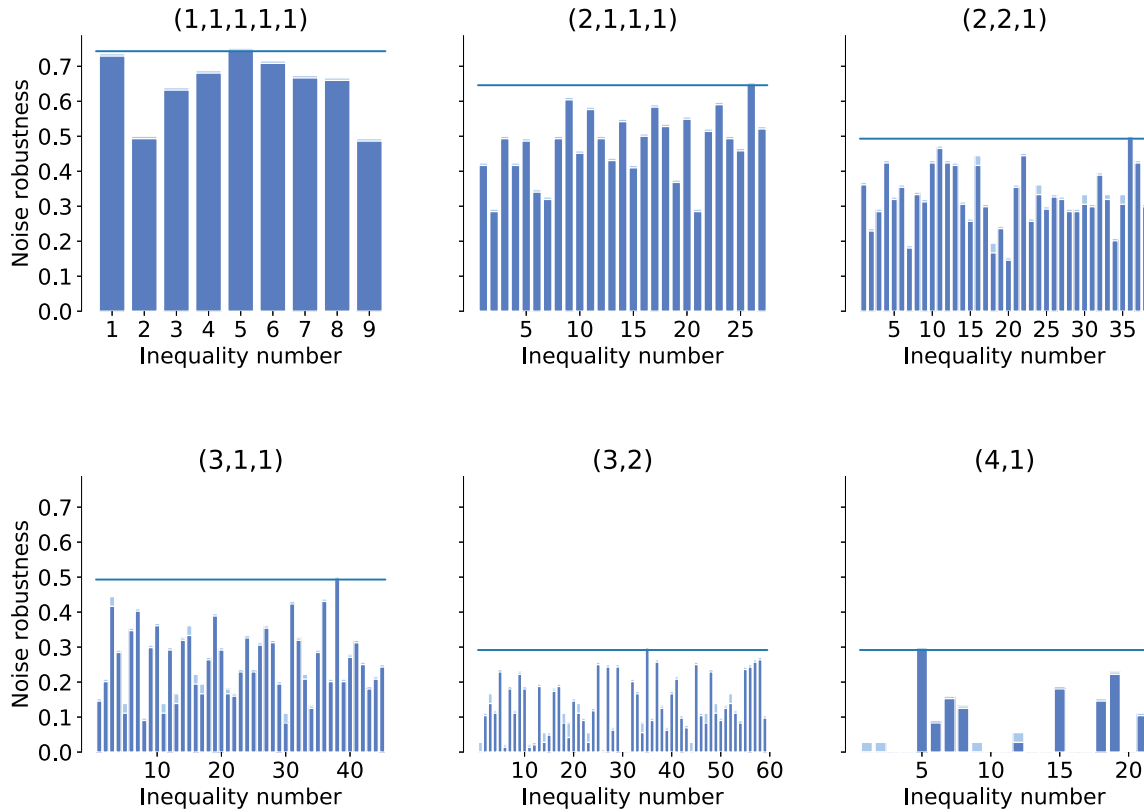 (1,1,1,1,1)
(2,1,1,1)
(2,2,1)
Noise robustness
0.7
0.6
0.5
0.4
0.3
0.2
0.1
0.0
1 2 3 4 5 6 7 8 9
5 10 15 20 25
5 10 15 20 25 30 35
Inequality number
Inequality number
Inequality number
(3,1,1)
(3,2)
(4,1)
Noise robustness
0.7
0.6
0.5
0.4
0.3
0.2
0.1
0.0
10 20 30 40
10 20 30 40 50 60
5 10 15 20
Inequality number
Inequality number
Inequality number